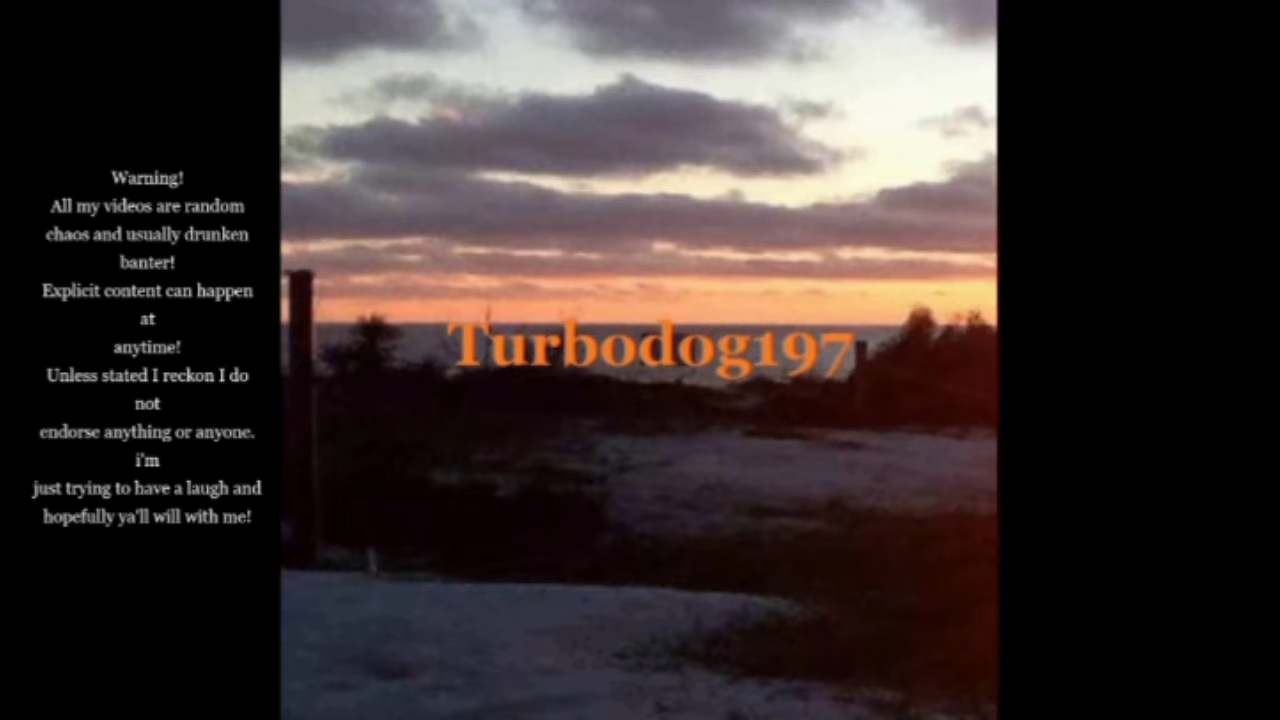 Warning!
All my videos are random
chaos and usually drunken
banter!
Explicit content can happen
at
anytime!
Unless stated I reckon I do
not
endorse anything or anyone.
i'm
just trying to have a laugh and
hopefully ya'll will with me!
Turbodog197